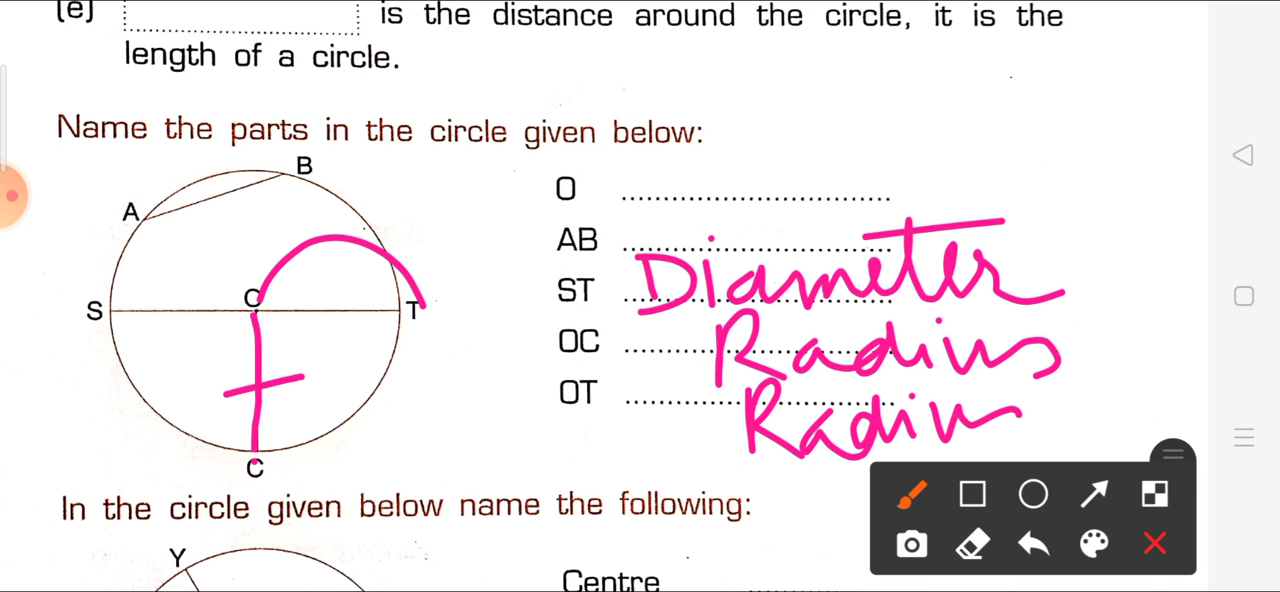 (e) .................... is the distance around the circle, it is the
length of a circle.
Name the parts in the circle given below:
B
A
S
T
C
O ....................
AB ....................
ST Diameter
OC Radius
OT Radius
In the circle given below name the following:
Y
Centre